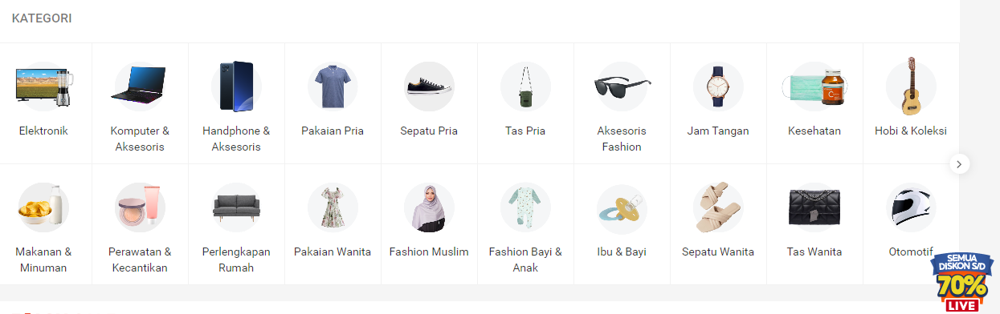 KATEGORI
Elektronik
Komputer &
Aksesoris
Handphone &
Aksesoris
Pakaian Pria
Sepatu Pria
Tas Pria
Aksesoris
Fashion
Jam Tangan
Kesehatan
Hobi & Koleksi
Makanan &
Minuman
Perawatan &
Kecantikan
Perlengkapan
Rumah
Pakaian Wanita
Fashion Muslim
Fashion Bayi &
Anak
Ibu & Bayi
Sepatu Wanita
Tas Wanita
Otomotif
SEMUA
DISKON S/D
70%
LIVE